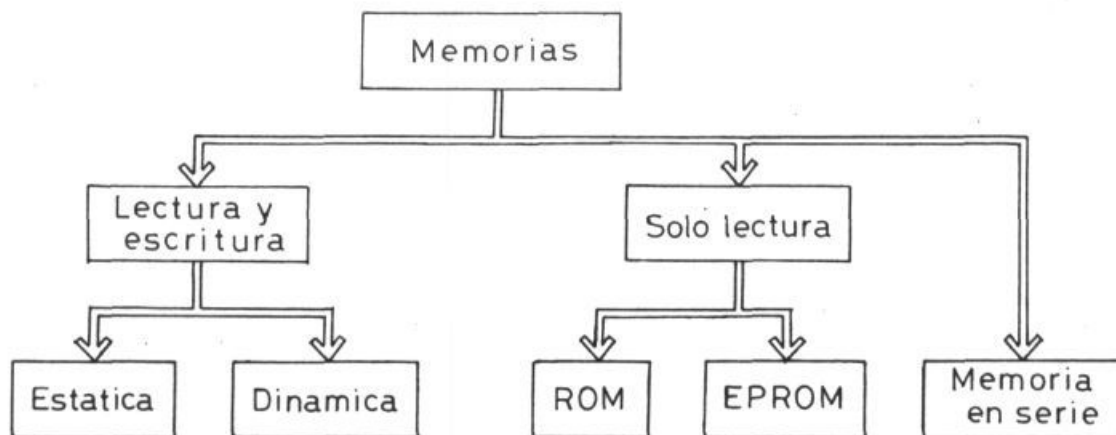 Memorias
Lectura y
escritura
Solo lectura
Estatica
Dinamica
ROM
EPROM
Memoria
en serie